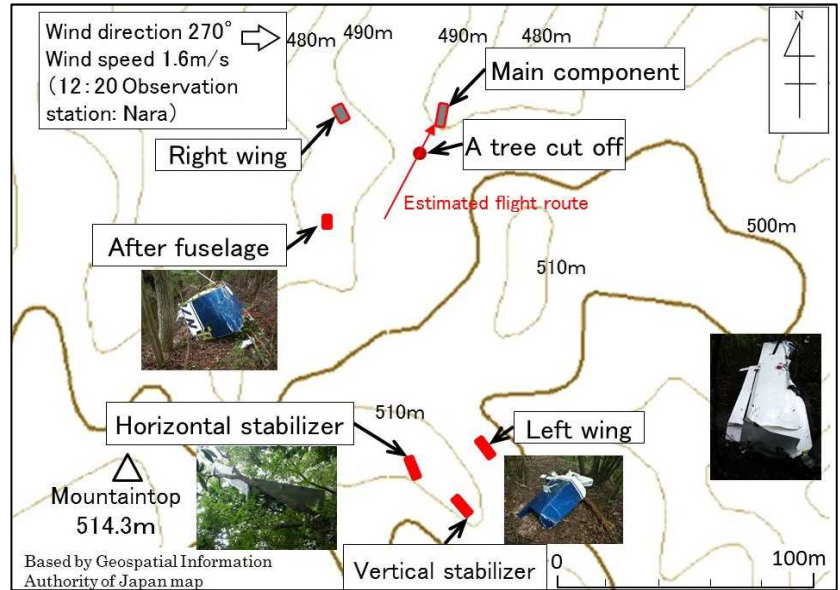 Wind direction 270°
Wind speed 1.6m/s
(12:20 Observation
station: Nara)
480m
490m
490m
480m
N
Main component
Right wing
A tree cut off
Estimated flight route
After fuselage
500m
510m
510m
Horizontal stabilizer
Left wing
Mountaintop
514.3m
Vertical stabilizer
0
100m
Based by Geospatial Information
Authority of Japan map